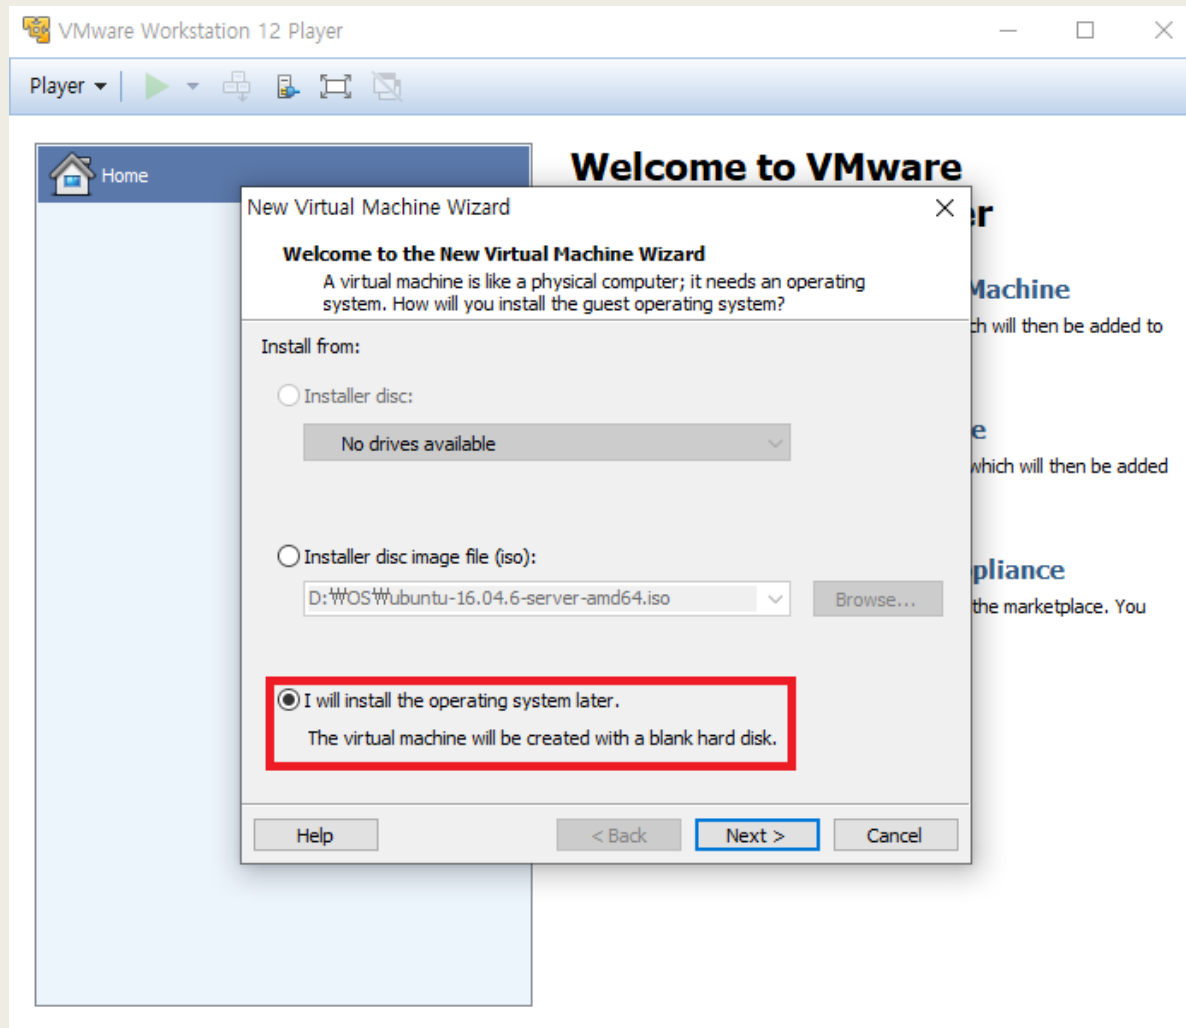 VMware Workstation 12 Player
Player
Home
Welcome to VMware
er
Machine
ch will then be added to
e
which will then be added
pliance
the marketplace. You
New Virtual Machine Wizard
Welcome to the New Virtual Machine Wizard
A virtual machine is like a physical computer; it needs an operating
system. How will you install the guest operating system?
Install from:
Installer disc:
No drives available
Installer disc image file (iso):
D:₩OS₩ubuntu-16.04.6-server-amd64.iso
Browse...
I will install the operating system later.
The virtual machine will be created with a blank hard disk.
Help
< Back
Next >
Cancel